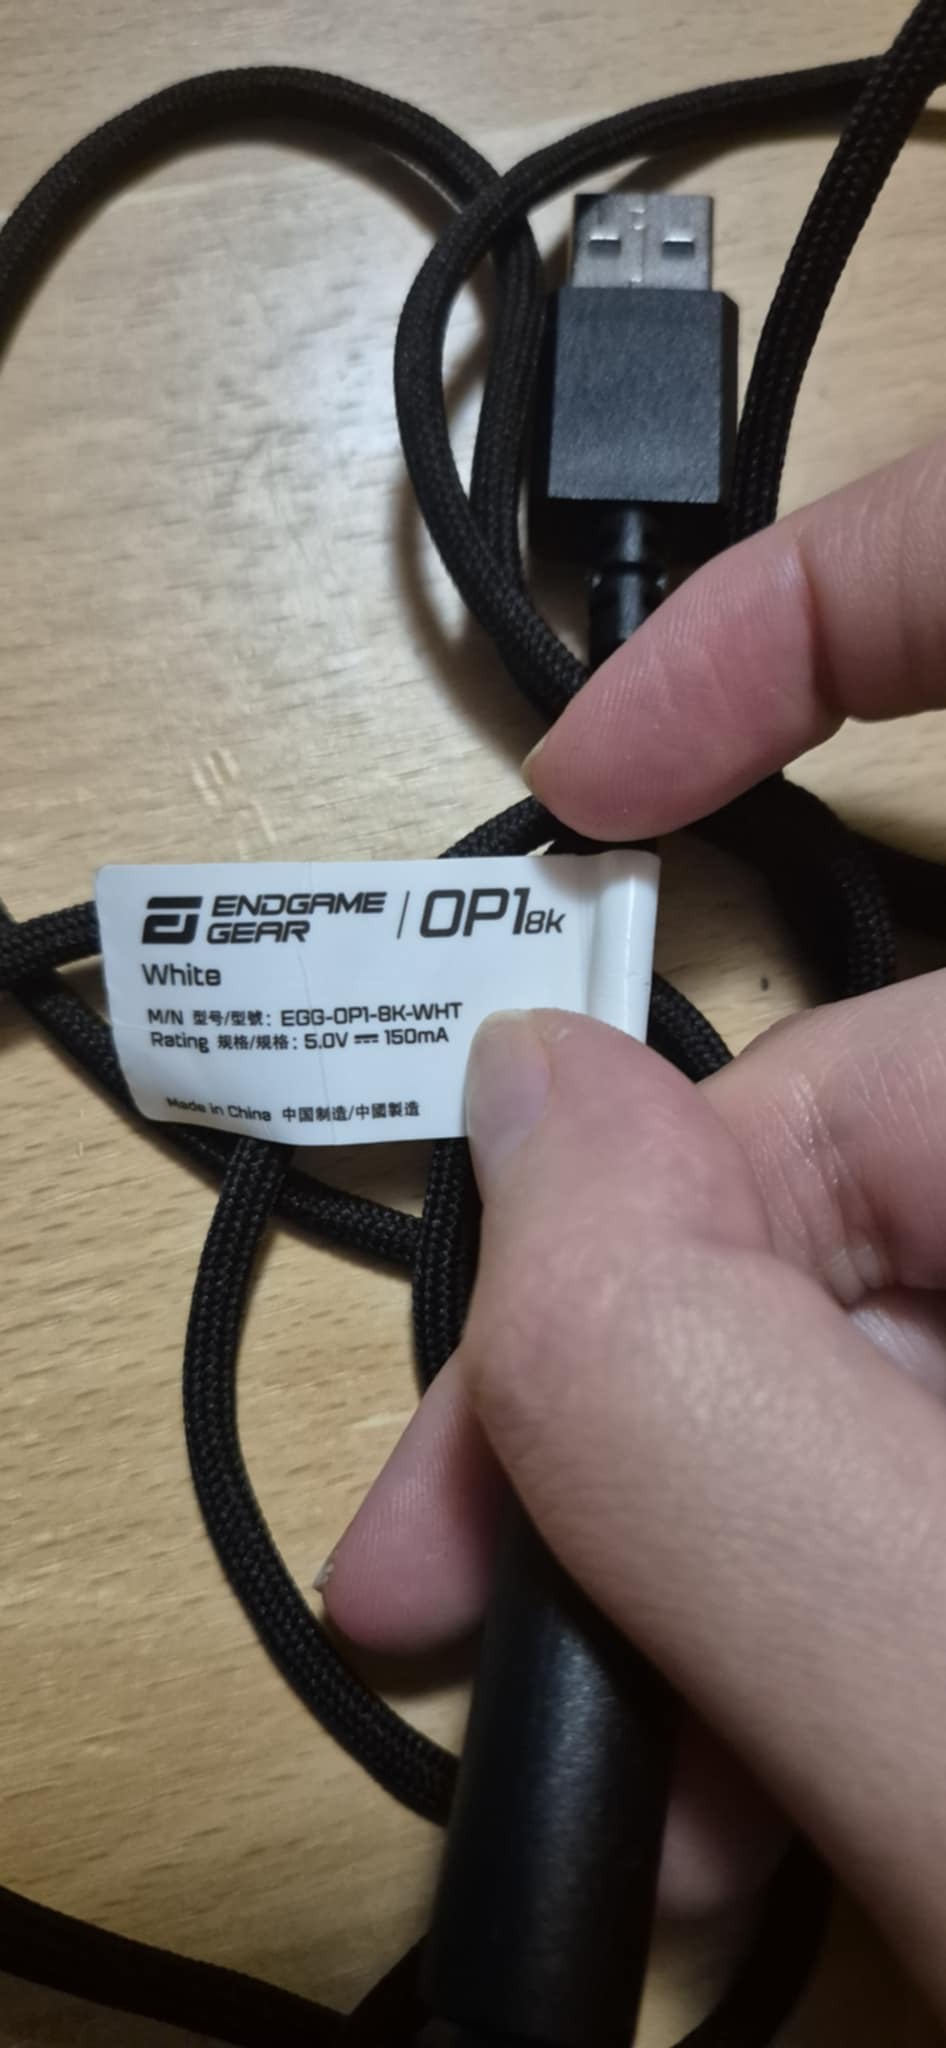 ENDGAME GEAR | OP1 8K
White
M/N 型号/型號: EGG-OP1-8K-WHT
Rating 规格/規格: 5.0V ⎓ 150mA
Made in China 中国制造/中國製造